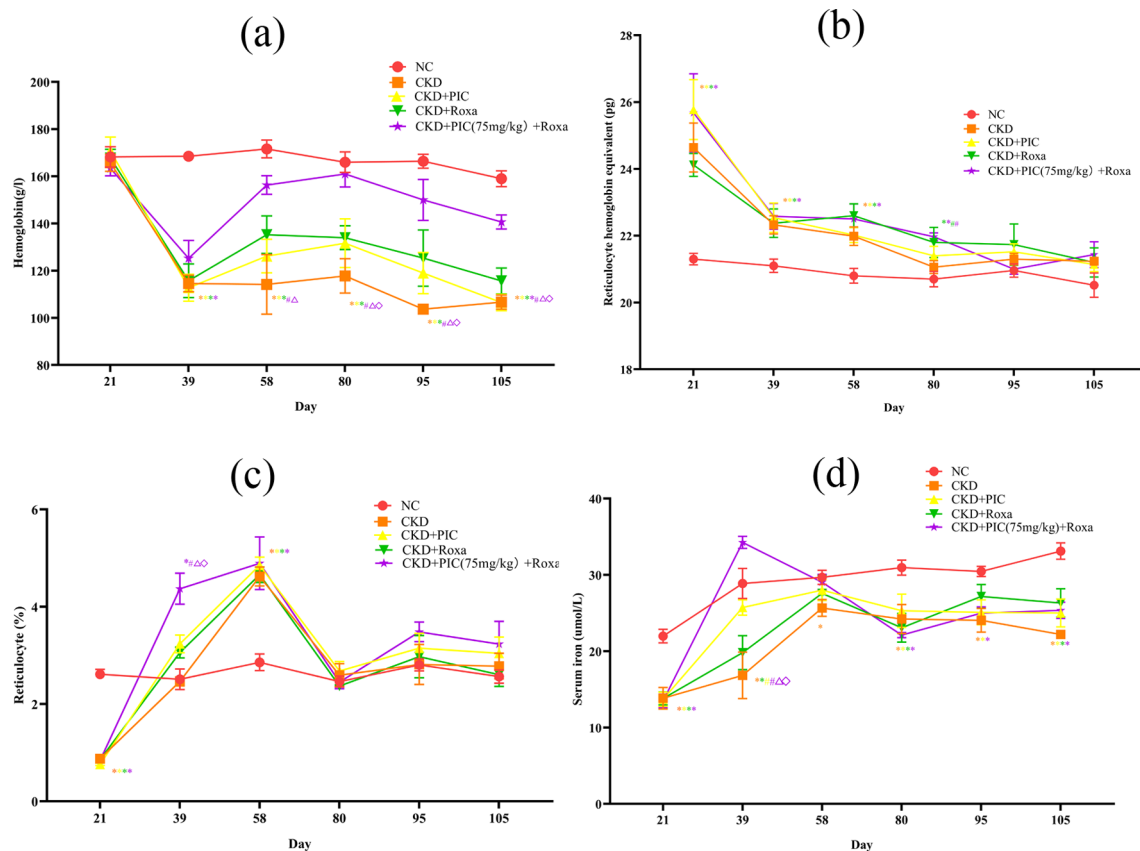 (a)
NC
CKD
CKD+PIC
CKD+Roxa
CKD+PIC(75mg/kg）+Roxa
Hemoglobin(g/l)
200
180
160
140
120
100
80
****
***#△
***#△◇
***#△◇
****#△◇
21 39 58 80 95 105
Day
(b)
NC
CKD
CKD+PIC
CKD+Roxa
CKD+PIC(75mg/kg）+Roxa
Reticulocyte hemoglobin equivalent (pg)
28
26
24
22
20
18
****
****
****
**##
21 39 58 80 95 105
Day
(c)
NC
CKD
CKD+PIC
CKD+Roxa
CKD+PIC(75mg/kg）+Roxa
Reticulocyte (%)
6
4
2
0
****
*#△◇
****
21 39 58 80 95 105
Day
(d)
NC
CKD
CKD+PIC
CKD+Roxa
CKD+PIC(75mg/kg)+Roxa
Serum iron (umol/L)
40
30
20
10
0
****
***#△◇
*
****
***
****
21 39 58 80 95 105
Day